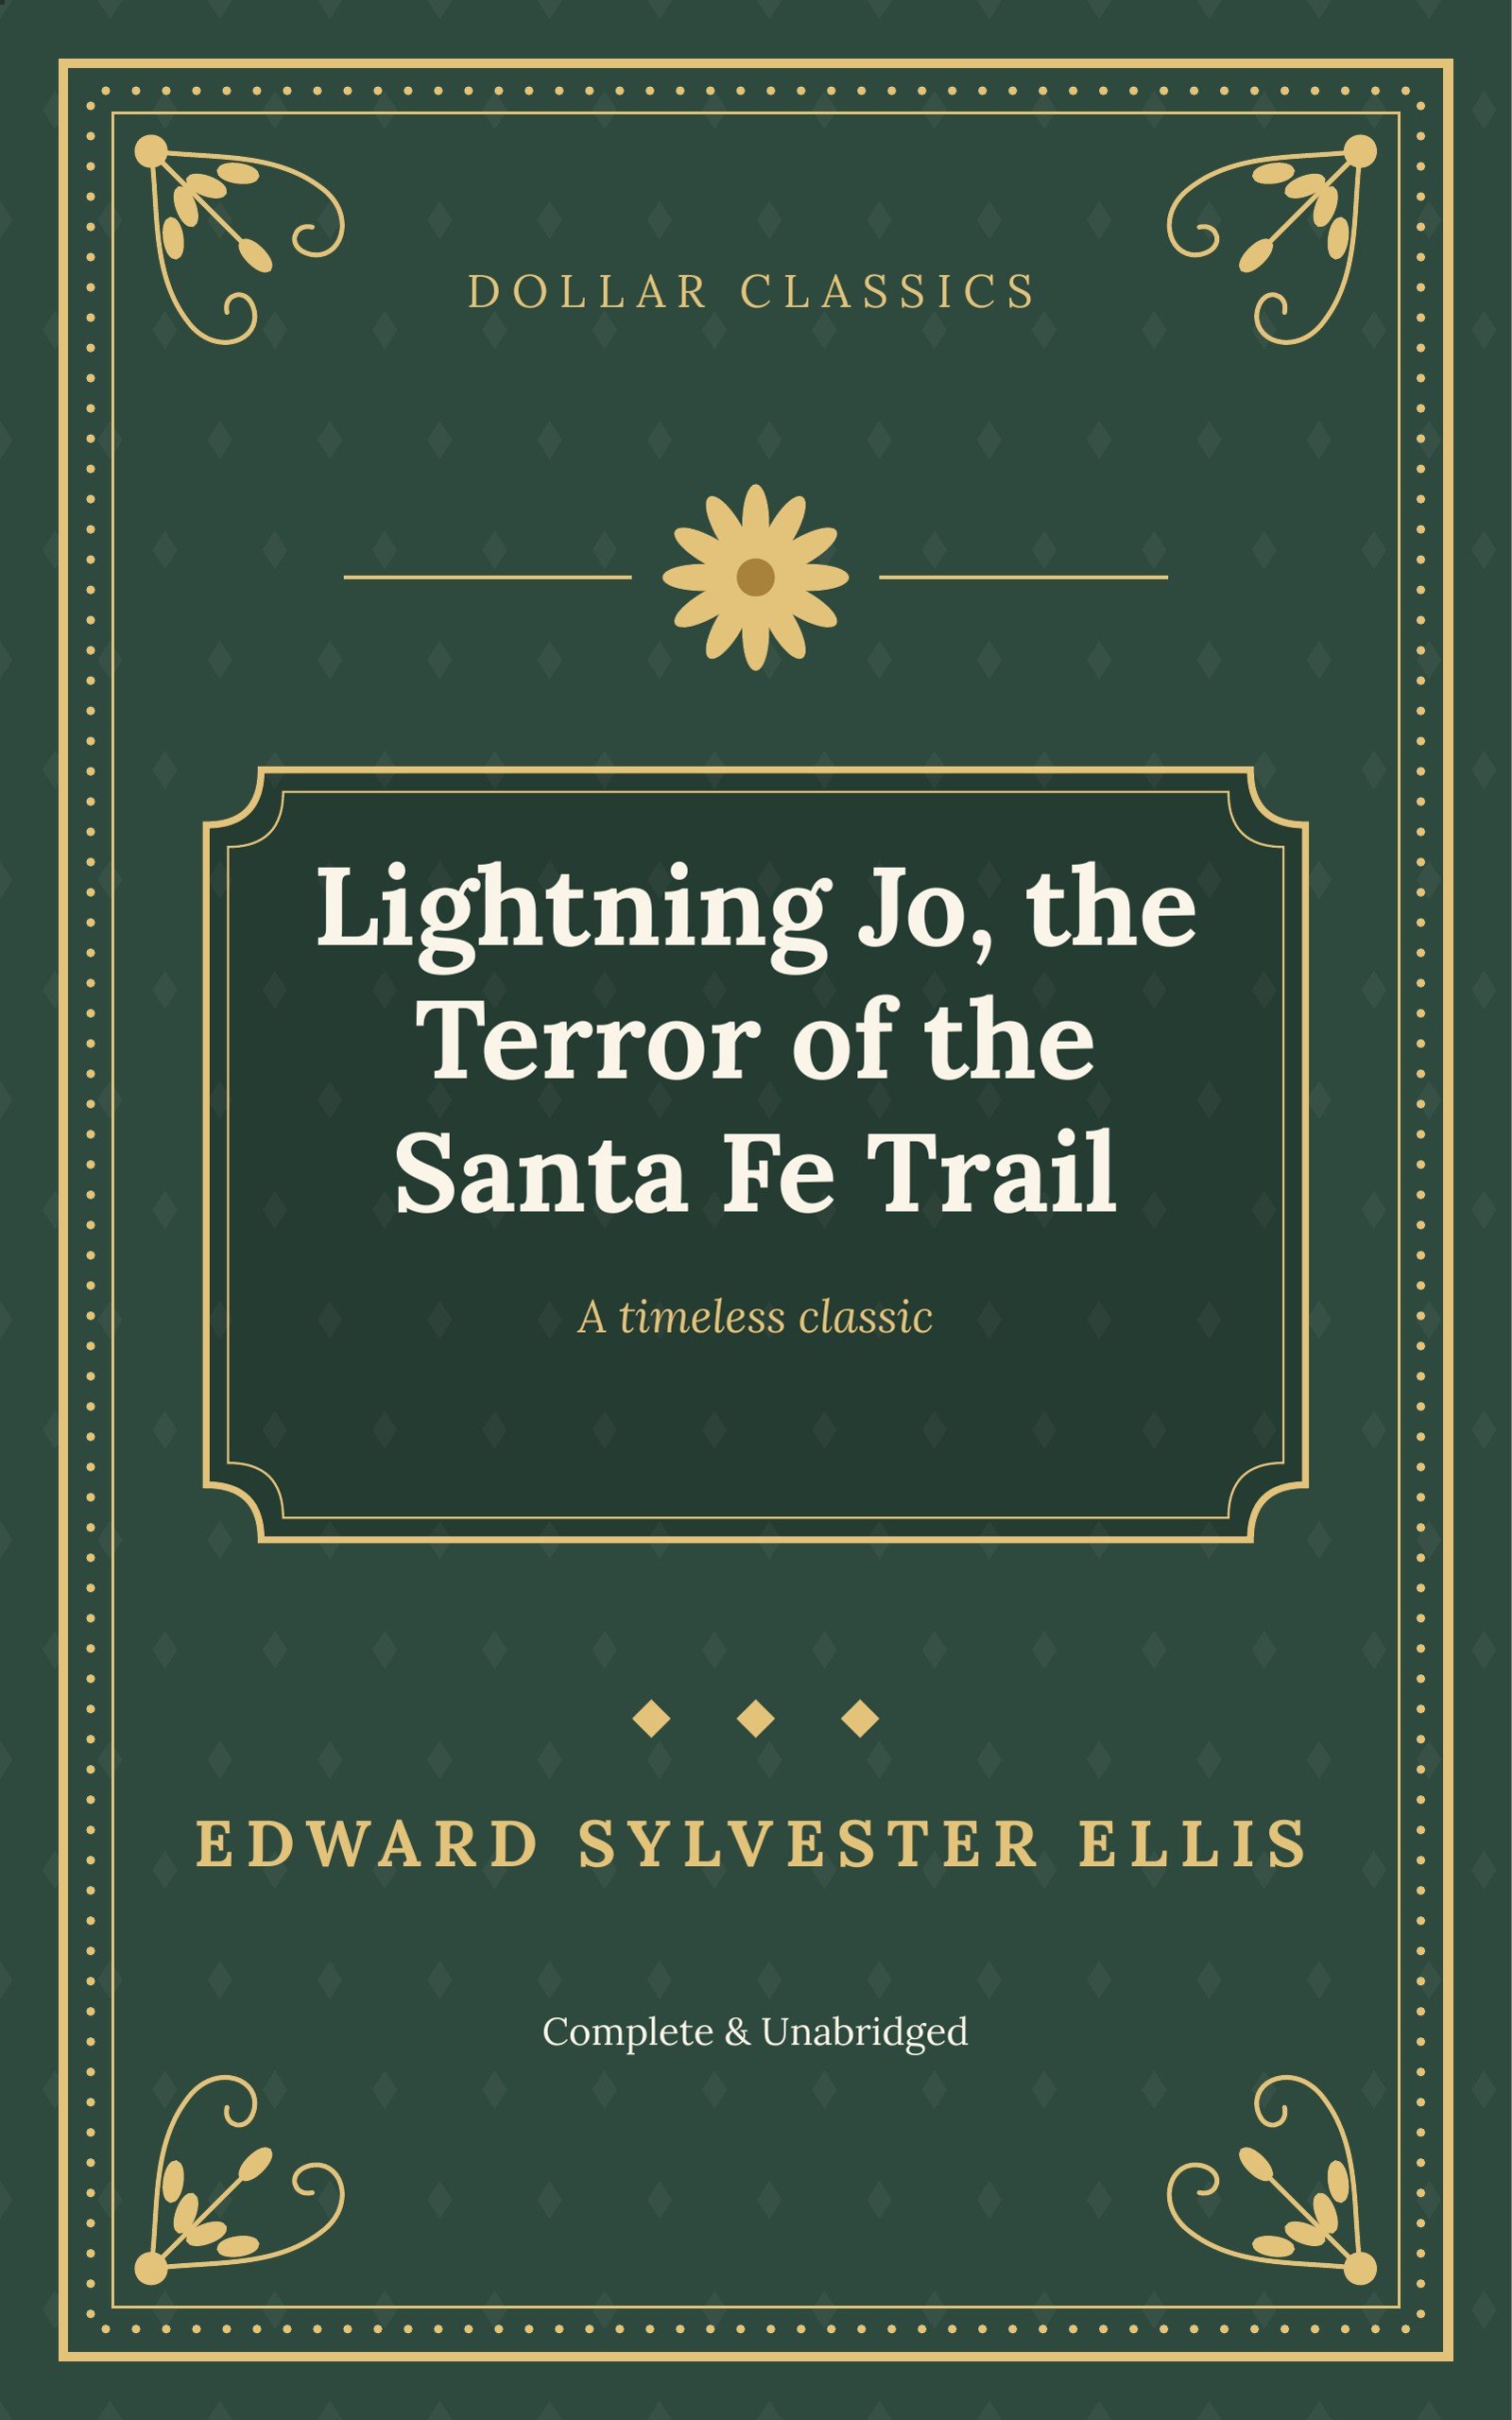 DOLLAR CLASSICS
Lightning Jo, the
Terror of the
Santa Fe Trail
A timeless classic
EDWARD SYLVESTER ELLIS
Complete & Unabridged